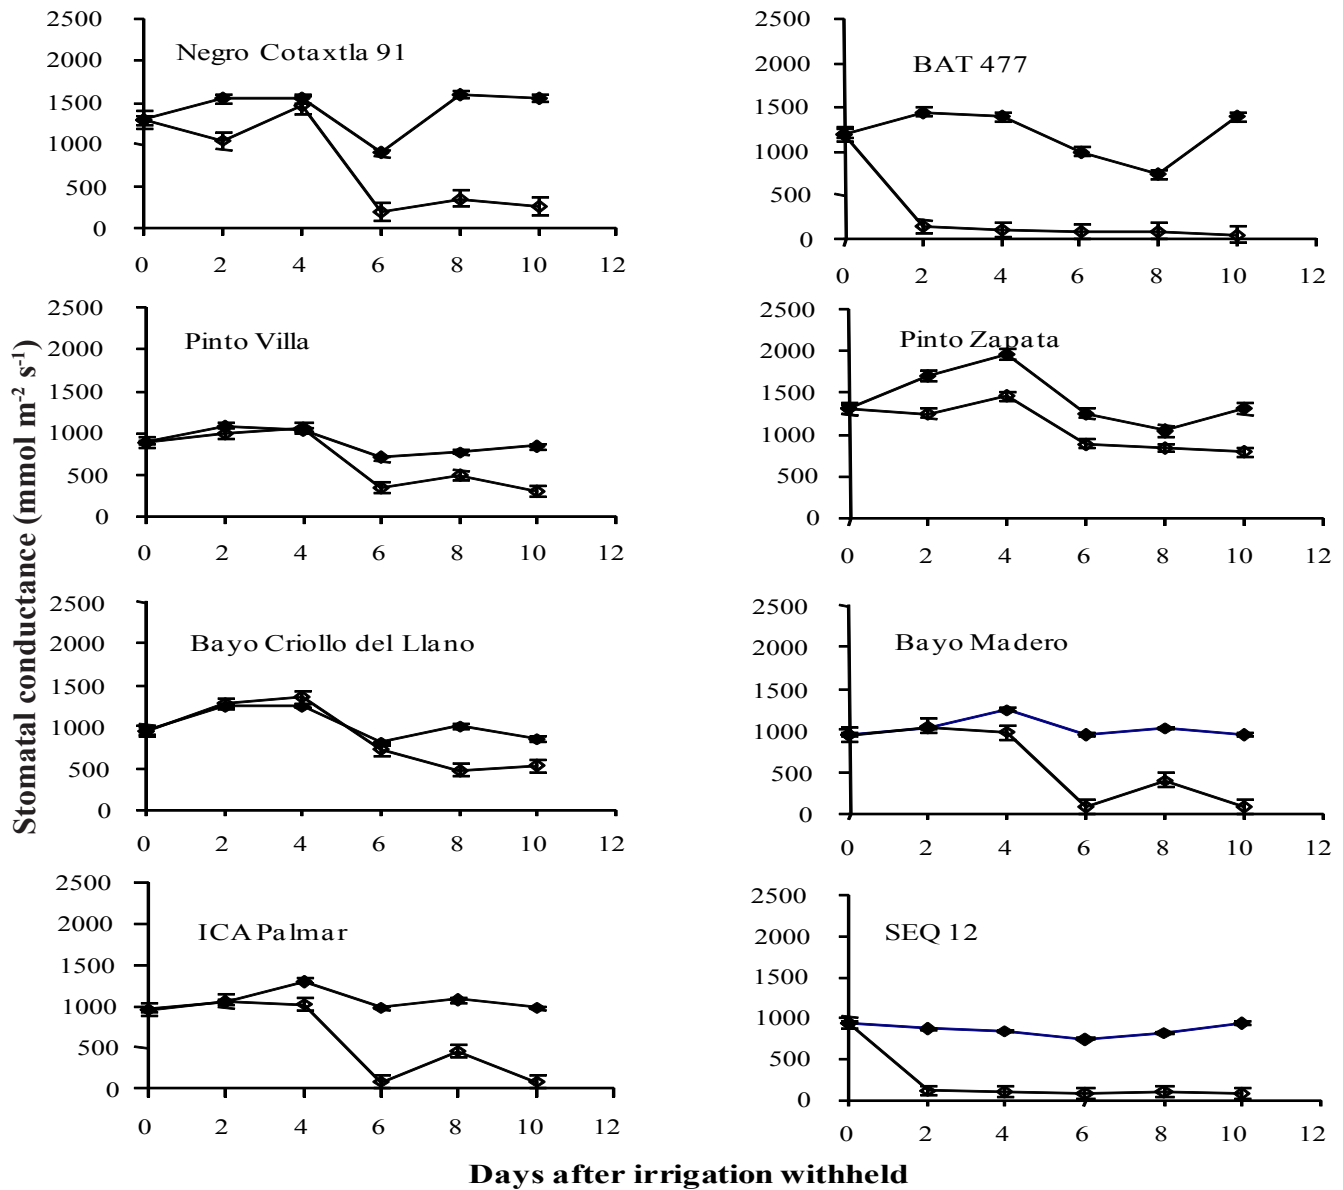 Stomatal conductance (mmol m⁻² s⁻¹)
Negro Cotaxtla 91
2500
2000
1500
1000
500
0
0 2 4 6 8 10 12
BAT 477
2500
2000
1500
1000
500
0
0 2 4 6 8 10 12
Pinto Villa
2500
2000
1500
1000
500
0
0 2 4 6 8 10 12
Pinto Zapata
2500
2000
1500
1000
500
0
0 2 4 6 8 10 12
Bayo Criollo del Llano
2500
2000
1500
1000
500
0
0 2 4 6 8 10 12
Bayo Madero
2500
2000
1500
1000
500
0
0 2 4 6 8 10 12
ICA Palmar
2500
2000
1500
1000
500
0
0 2 4 6 8 10 12
SEQ 12
2500
2000
1500
1000
500
0
0 2 4 6 8 10 12
Days after irrigation withheld